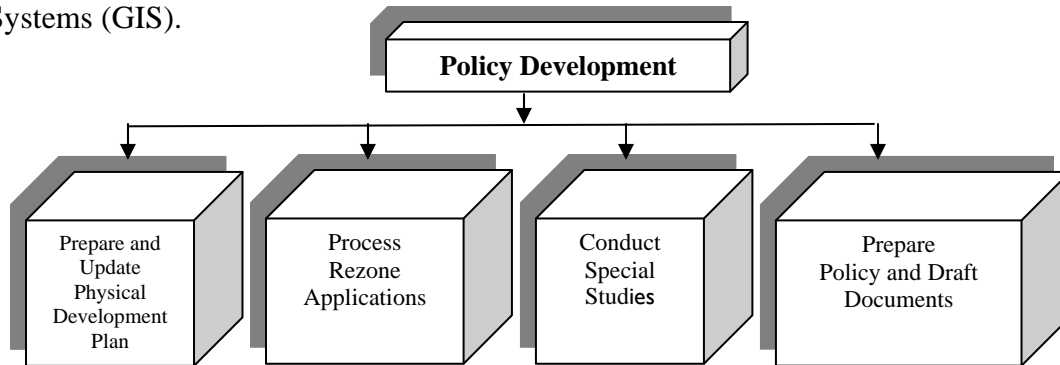 Systems (GIS).
Policy Development
Prepare and
Update
Physical
Development
Plan
Process
Rezone
Applications
Conduct
Special
Studies
Prepare
Policy and Draft
Documents